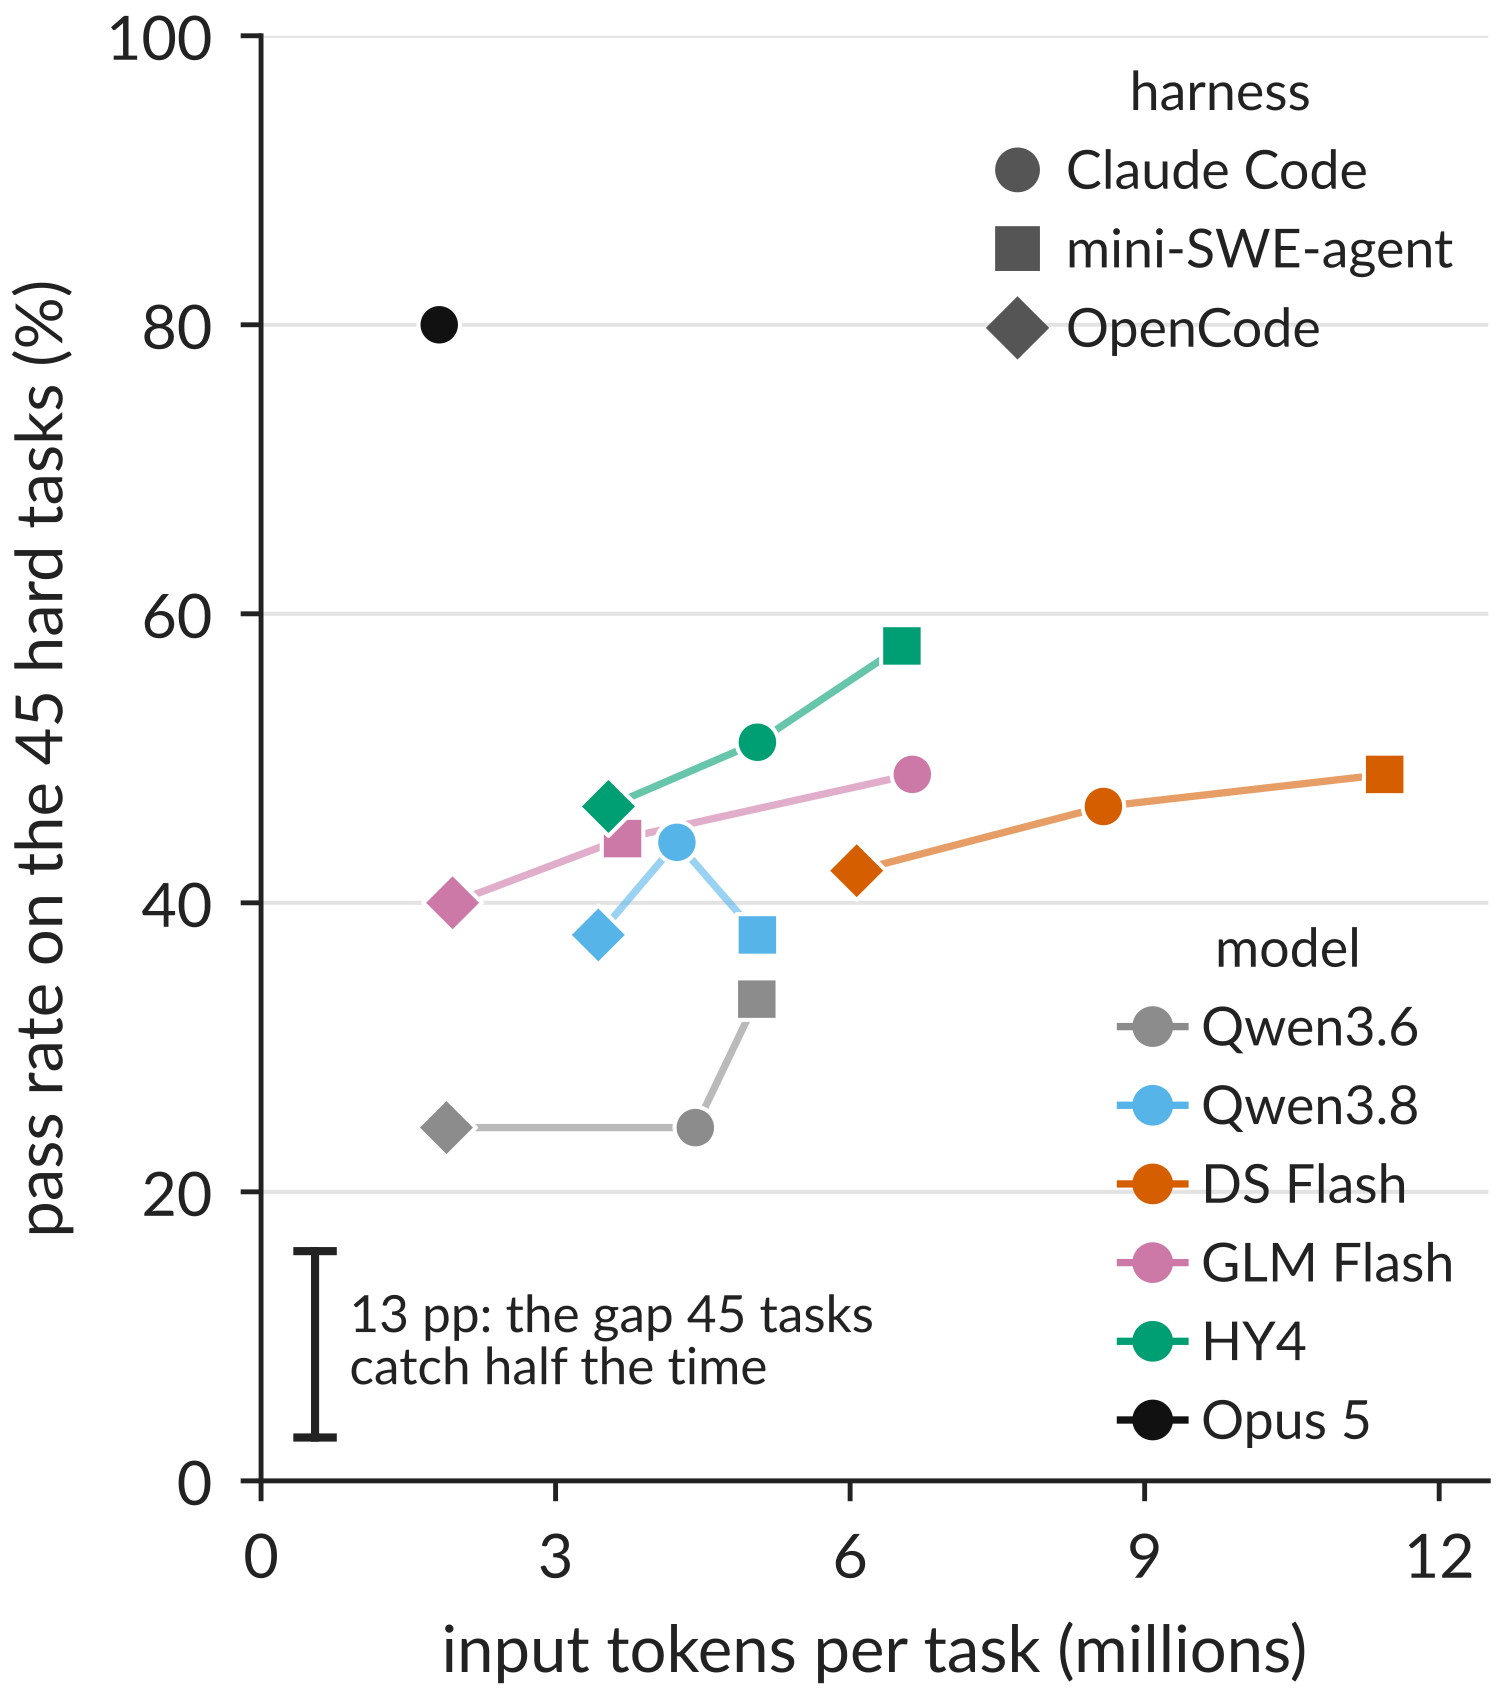 100
80
60
40
20
0
pass rate on the 45 hard tasks (%)
harness
Claude Code
mini-SWE-agent
OpenCode
model
Qwen3.6
Qwen3.8
DS Flash
GLM Flash
HY4
Opus 5
13 pp: the gap 45 tasks
catch half the time
0 3 6 9 12
input tokens per task (millions)